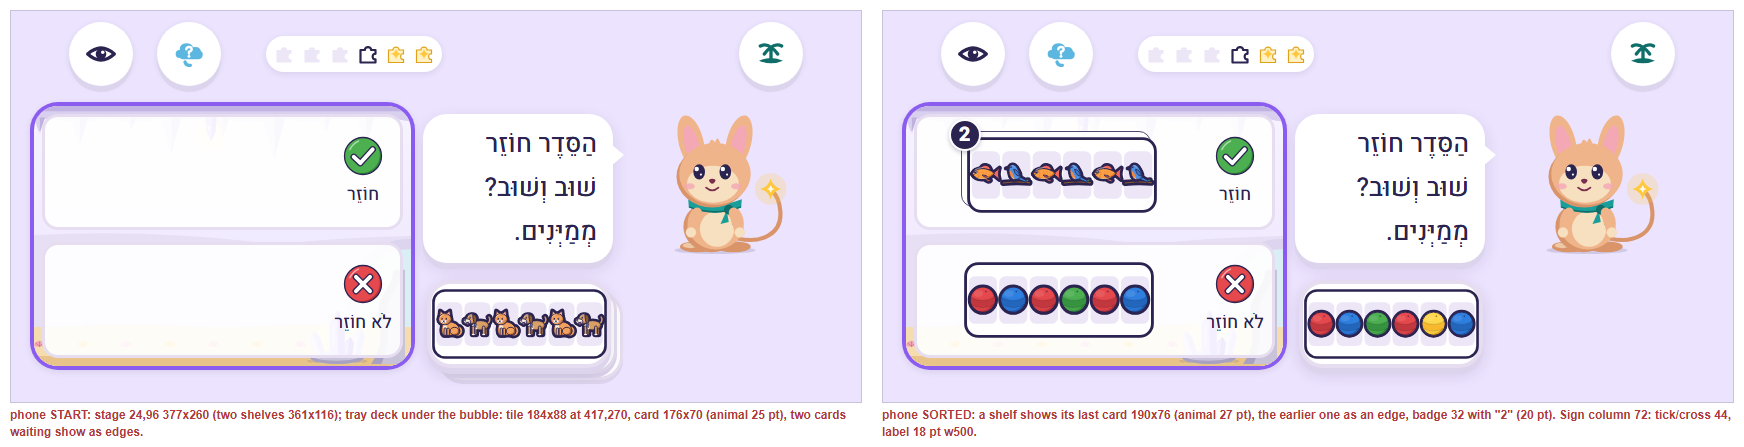 הַסֵּדֶר חוֹזֵר
שׁוּב וְשׁוּב?
מְמַיְּנִים.
חוֹזֵר
לֹא חוֹזֵר
phone START: stage 24,96 377x260 (two shelves 361x116); tray deck under the bubble: tile 184x88 at 417,270, card 176x70 (animal 25 pt), two cards
waiting show as edges.
הַסֵּדֶר חוֹזֵר
שׁוּב וְשׁוּב?
מְמַיְּנִים.
2
חוֹזֵר
לֹא חוֹזֵר
phone SORTED: a shelf shows its last card 190x76 (animal 27 pt), the earlier one as an edge, badge 32 with "2" (20 pt). Sign column 72: tick/cross 44,
label 18 pt w500.